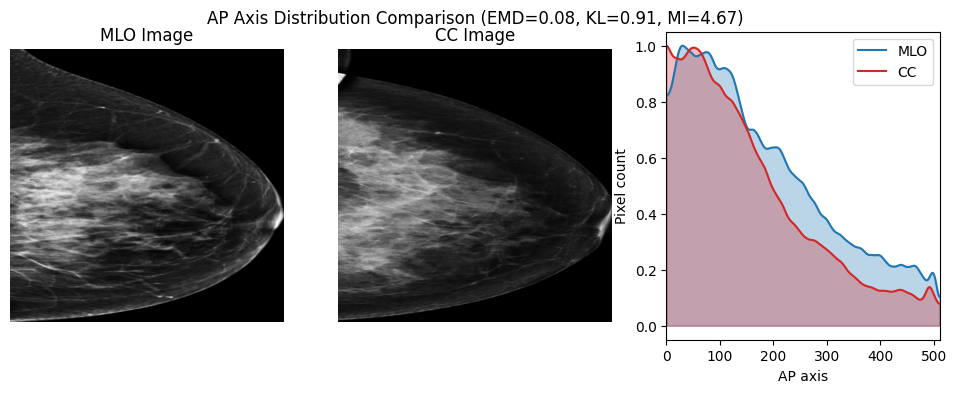 AP Axis Distribution Comparison (EMD=0.08, KL=0.91, MI=4.67)
MLO Image
CC Image
MLO
CC
1.0
0.8
0.6
0.4
0.2
0.0
Pixel count
0 100 200 300 400 500
AP axis